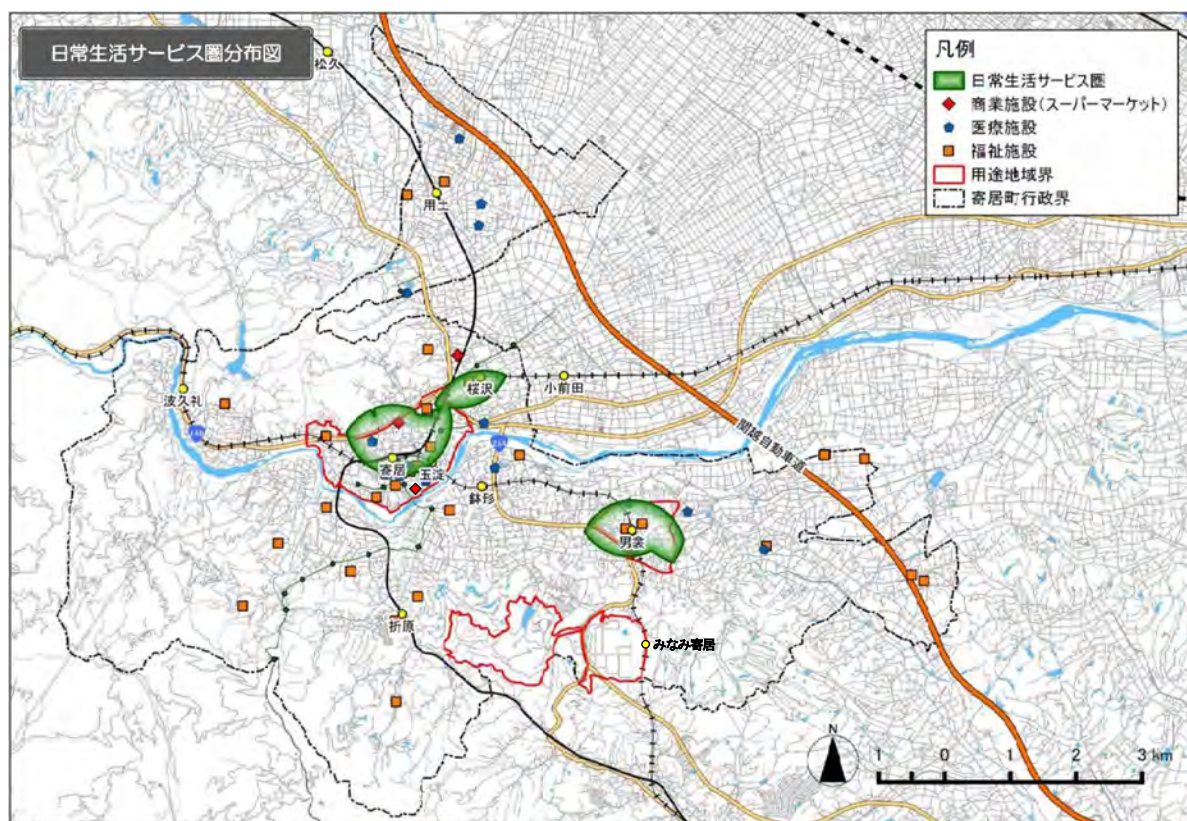 日常生活サービス圏分布図
凡例
日常生活サービス圏
商業施設(スーパーマーケット)
医療施設
福祉施設
用途地域界
寄居町行政界
松久
用土
桜沢
小前田
波久礼
関越自動車道
寄居
玉淀
鉢形
男衾
折原
みなみ寄居
N
1 0 1 2 3 km